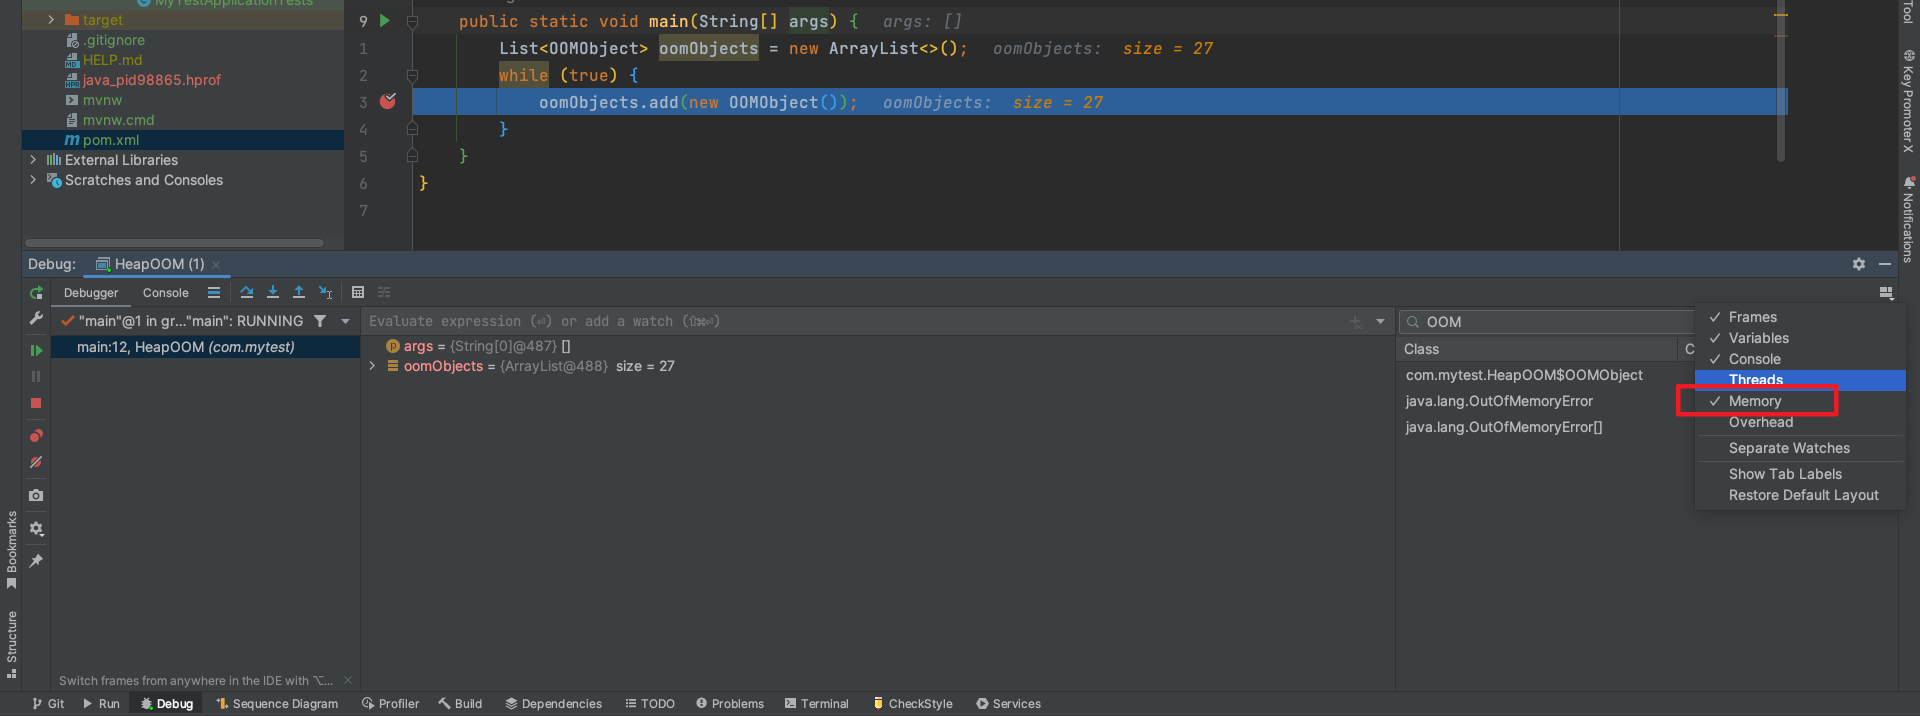 MyTestApplicationTests
target
.gitignore
HELP.md
java_pid98865.hprof
mvnw
mvnw.cmd
pom.xml
External Libraries
Scratches and Consoles
9 public static void main(String[] args) { args: []
1 List<OOMObject> oomObjects = new ArrayList<>(); oomObjects: size = 27
2 while (true) {
3 oomObjects.add(new OOMObject()); oomObjects: size = 27
4 }
5 }
6 }
7
Tool
Key Promoter X
Notifications
Debug: HeapOOM (1)
Debugger Console
"main"@1 in gr..."main": RUNNING
main:12, HeapOOM (com.mytest)
Evaluate expression (⏎) or add a watch (⇧⌘⏎)
args = {String[0]@487} []
oomObjects = {ArrayList@488} size = 27
OOM
Class C
com.mytest.HeapOOM$OOMObject
java.lang.OutOfMemoryError
java.lang.OutOfMemoryError[]
Frames
Variables
Console
Threads
Memory
Overhead
Separate Watches
Show Tab Labels
Restore Default Layout
Bookmarks
Structure
Switch frames from anywhere in the IDE with ⌥...
Git Run Debug Sequence Diagram Profiler Build Dependencies TODO Problems Terminal CheckStyle Services